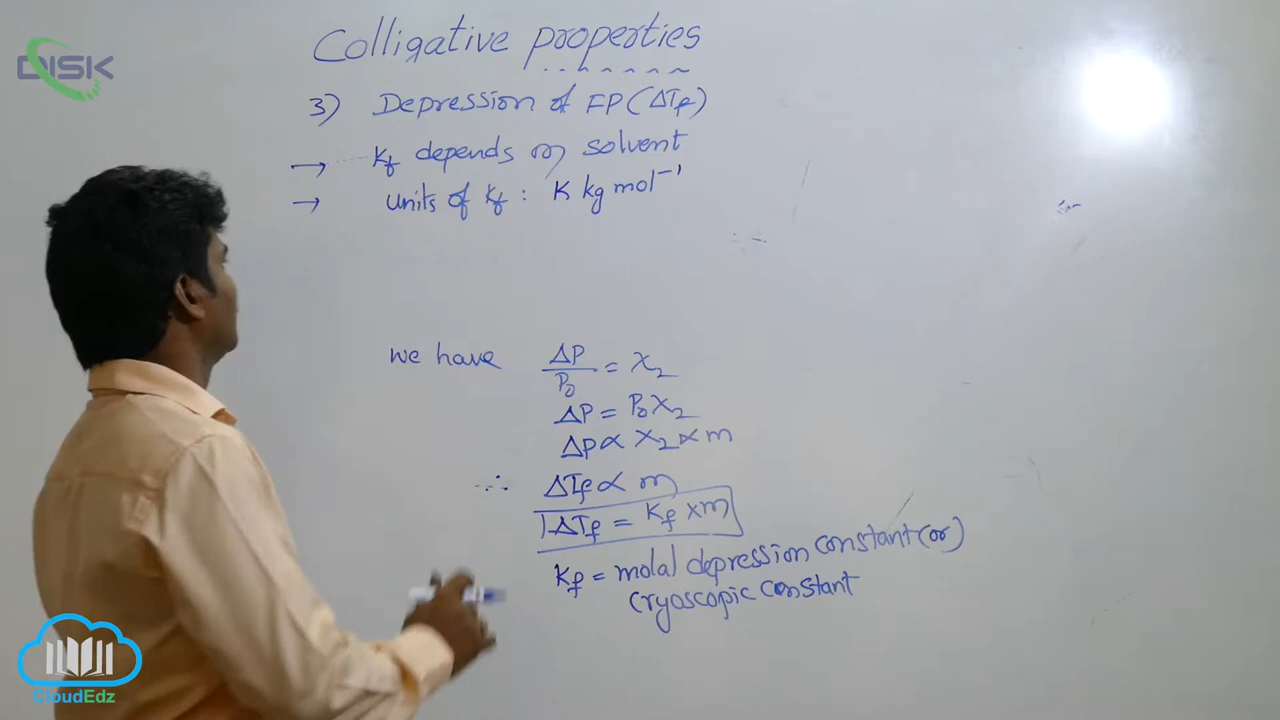 DISK
Colligative properties
3) Depression of FP (ΔTf)
→ Kf depends on solvent
→ units of Kf : K kg mol⁻¹
we have ΔP/P₀ = X₂
ΔP = P₀X₂
ΔP ∝ X₂ ∝ m
∴ ΔTf ∝ m
ΔTf = Kf × m
Kf = molal depression constant (or)
Cryoscopic constant
CloudEdz